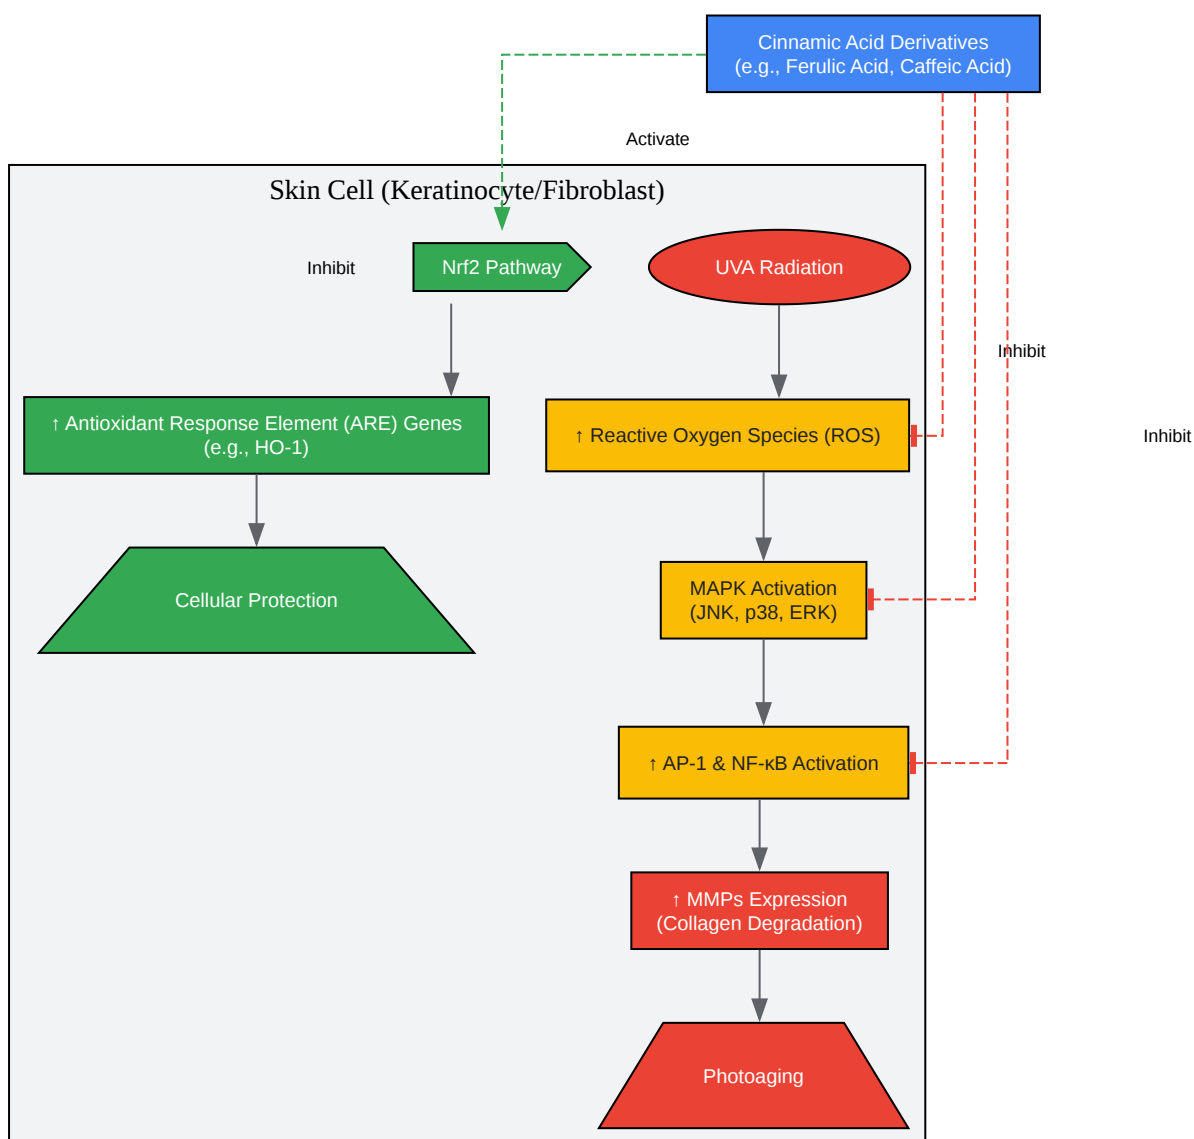 Cinnamic Acid Derivatives
(e.g., Ferulic Acid, Caffeic Acid)
Activate
Skin Cell (Keratinocyte/Fibroblast)
Inhibit
Nrf2 Pathway
UVA Radiation
Inhibit
↑ Antioxidant Response Element (ARE) Genes
(e.g., HO-1)
↑ Reactive Oxygen Species (ROS)
Inhibit
Cellular Protection
MAPK Activation
(JNK, p38, ERK)
↑ AP-1 & NF-κB Activation
↑ MMPs Expression
(Collagen Degradation)
Photoaging